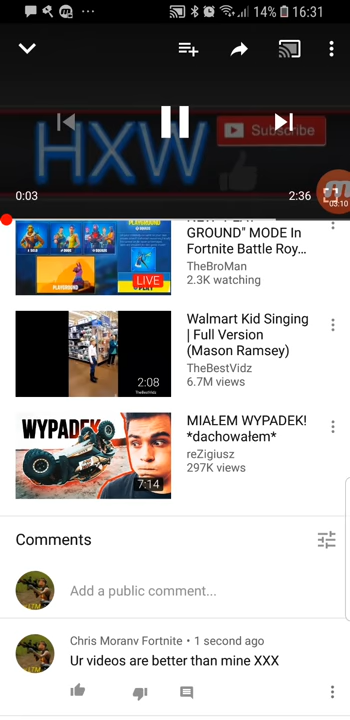 14% 16:31
HXW
Subscribe
0:03
2:36
03:10
GROUND" MODE In
Fortnite Battle Roy...
TheBroMan
2.3K watching
PLAYGROUND
LIVE
Walmart Kid Singing
| Full Version
(Mason Ramsey)
TheBestVidz
6.7M views
2:08
TheBestVidz
MIAŁEM WYPADEK!
*dachowałem*
reZigiusz
297K views
WYPADEK
7:14
Comments
Add a public comment...
Chris Moranv Fortnite • 1 second ago
Ur videos are better than mine XXX